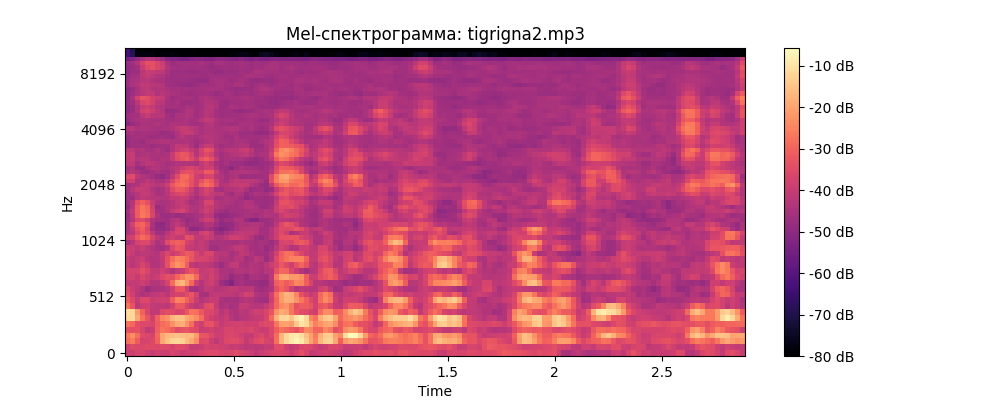 Mel-спектрограмма: tigrigna2.mp3
8192
4096
2048
1024
512
0
Hz
0 0.5 1 1.5 2 2.5
Time
-10 dB
-20 dB
-30 dB
-40 dB
-50 dB
-60 dB
-70 dB
-80 dB